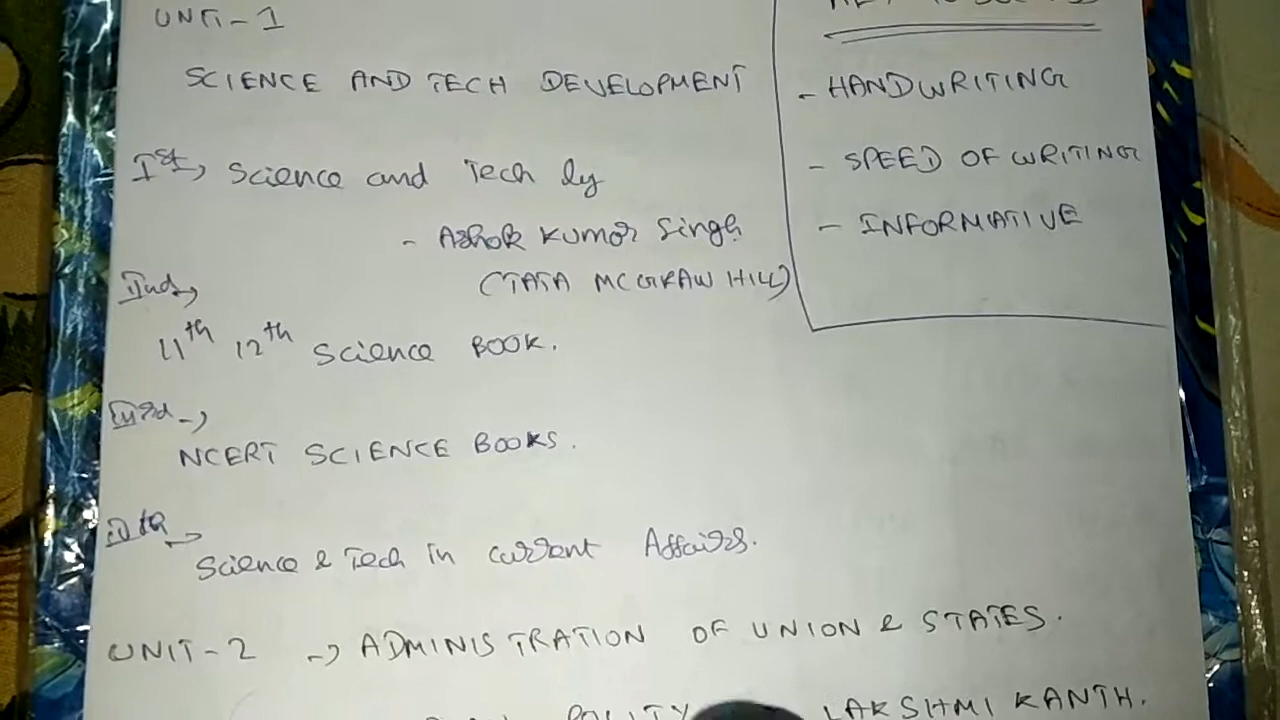 UNIT-1
SCIENCE AND TECH DEVELOPMENT
Ist → Science and Tech by
- Ashok Kumar Singh
(TATA MCGRAW HILL)
IInd →
11th 12th Science BOOK.
IIIrd →
NCERT SCIENCE BOOKS.
→ Science & Tech in current Affairs.
UNIT-2 → ADMINISTRATION OF UNION & STATES.
POLITY LAKSHMI KANTH.
- HANDWRITING
- SPEED OF WRITING
- INFORMATIVE